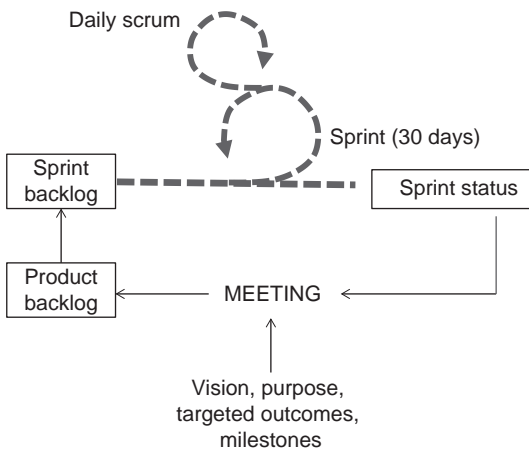 Daily scrum
Sprint (30 days)
Sprint
backlog
Sprint status
Product
backlog
MEETING
Vision, purpose,
targeted outcomes,
milestones